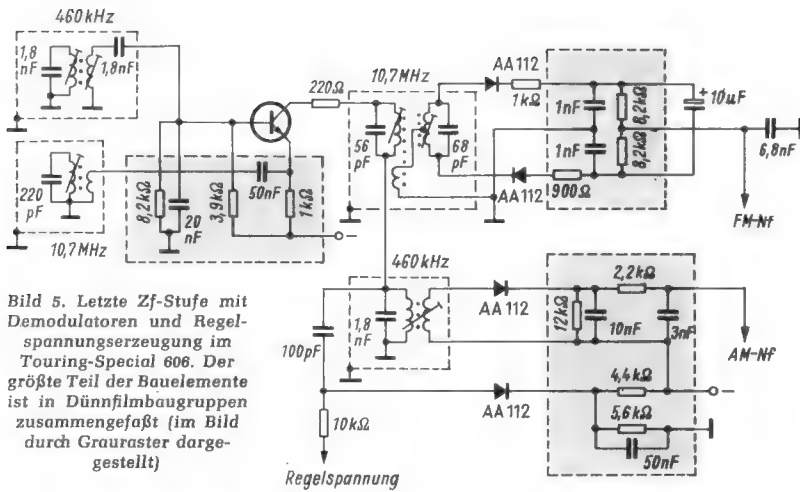 460kHz
1,8
nF
1,8nF
220
pF
10,7MHz
8,2kΩ
20
nF
3,9kΩ
50nF
1kΩ
−
220Ω
10,7MHz
56
pF
68
pF
AA112
1kΩ
AA112
900Ω
1nF
1nF
8,2kΩ
8,2kΩ
+
10µF
6,8nF
FM-Nf
460kHz
1,8
nF
100pF
10kΩ
Regelspannung
AA112
AA112
12kΩ
10nF
2,2kΩ
3nF
4,4kΩ
5,6kΩ
50nF
−
AM-Nf
Bild 5. Letzte Zf-Stufe mit
Demodulatoren und Regel-
spannungserzeugung im
Touring-Special 606. Der
größte Teil der Bauelemente
ist in Dünnfilmbaugruppen
zusammengefaßt (im Bild
durch Grauraster darge-
gestellt)